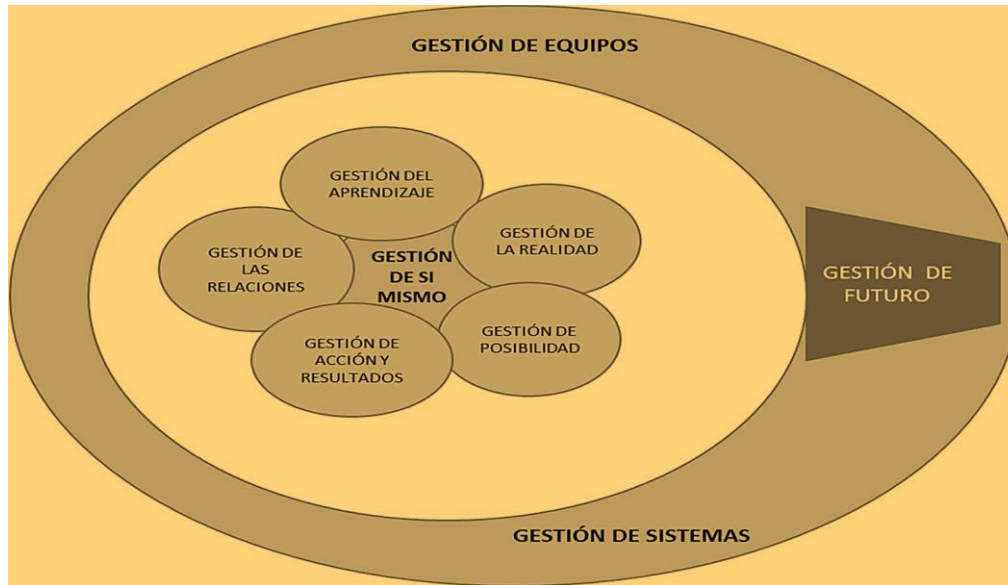 GESTIÓN DE EQUIPOS
GESTIÓN DEL
APRENDIZAJE
GESTIÓN DE
LA REALIDAD
GESTIÓN DE
LAS
RELACIONES
GESTIÓN
DE SI
MISMO
GESTIÓN DE
FUTURO
GESTIÓN DE
POSIBILIDAD
GESTIÓN DE
ACCIÓN Y
RESULTADOS
GESTIÓN DE SISTEMAS